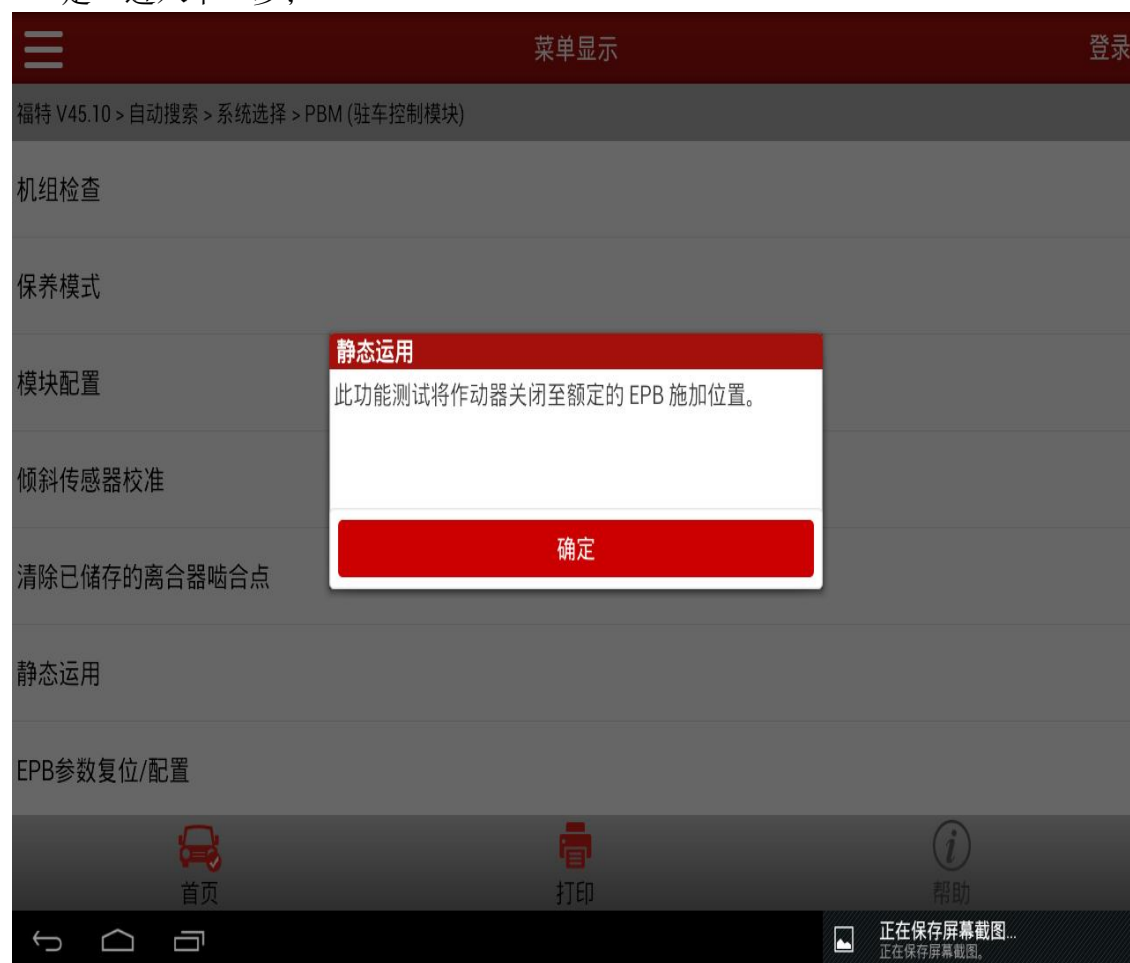 菜单显示
登录
福特 V45.10 > 自动搜索 > 系统选择 > PBM (驻车控制模块)
机组检查
保养模式
模块配置
倾斜传感器校准
清除已储存的离合器啮合点
静态运用
EPB参数复位/配置
静态运用
此功能测试将作动器关闭至额定的 EPB 施加位置。
确定
首页
打印
帮助
正在保存屏幕截图...
正在保存屏幕截图。